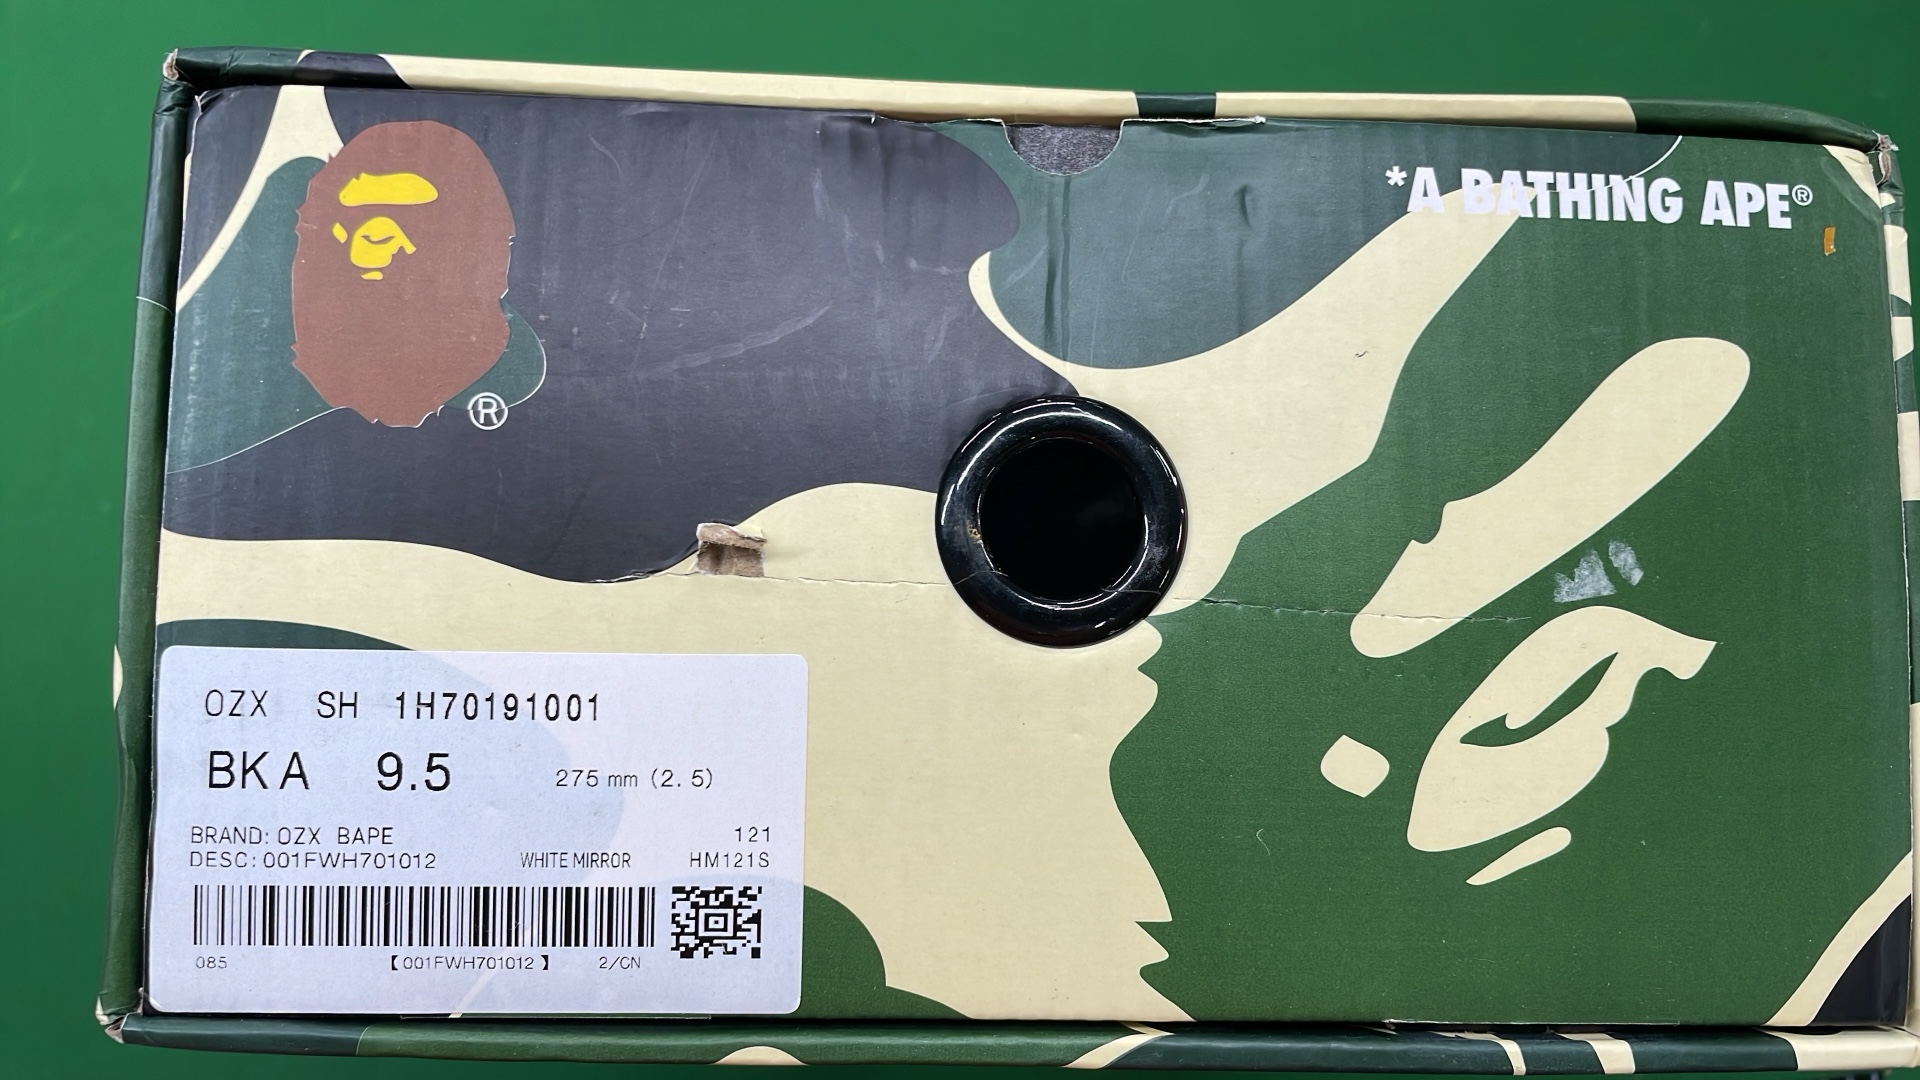 *A BATHING APE®
®
OZX SH 1H70191001
BKA 9.5 275 mm (2.5)
BRAND: OZX BAPE 121
DESC: 001FWH701012 WHITE MIRROR HM121S
085 【001FWH701012】 2/CN